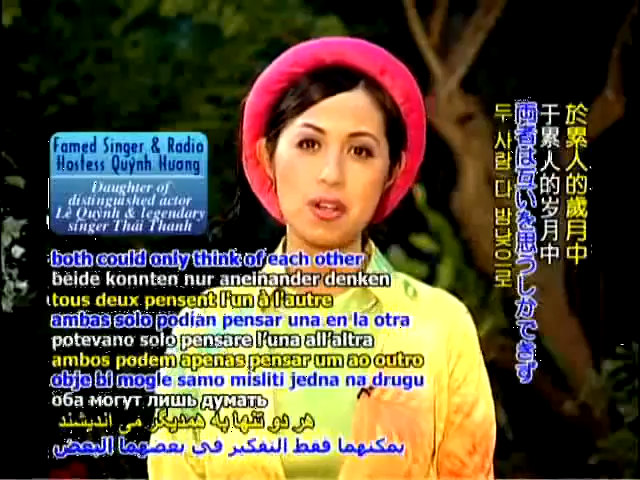 Famed Singer & Radio
Hostess Quỳnh Hương
Daughter of
distinguished actor
Lê Quỳnh & legendary
singer Thái Thanh
both could only think of each other
beide konnten nur aneinander denken
tous deux pensent l'un à l'autre
ambas solo podían pensar una en la otra
potevano solo pensare l'una all'altra
ambos podem apenas pensar um ao outro
obje bi mogle samo misliti jedna na drugu
оба могут лишь думать
هر دو تنها به همدیگر می اندیشند
يمكنهما فقط التفكير في بعضهما البعض
於累人的歲月中
于累人的岁月中
両者は互いを思うしかできず
두 사람 다 밤낮으로